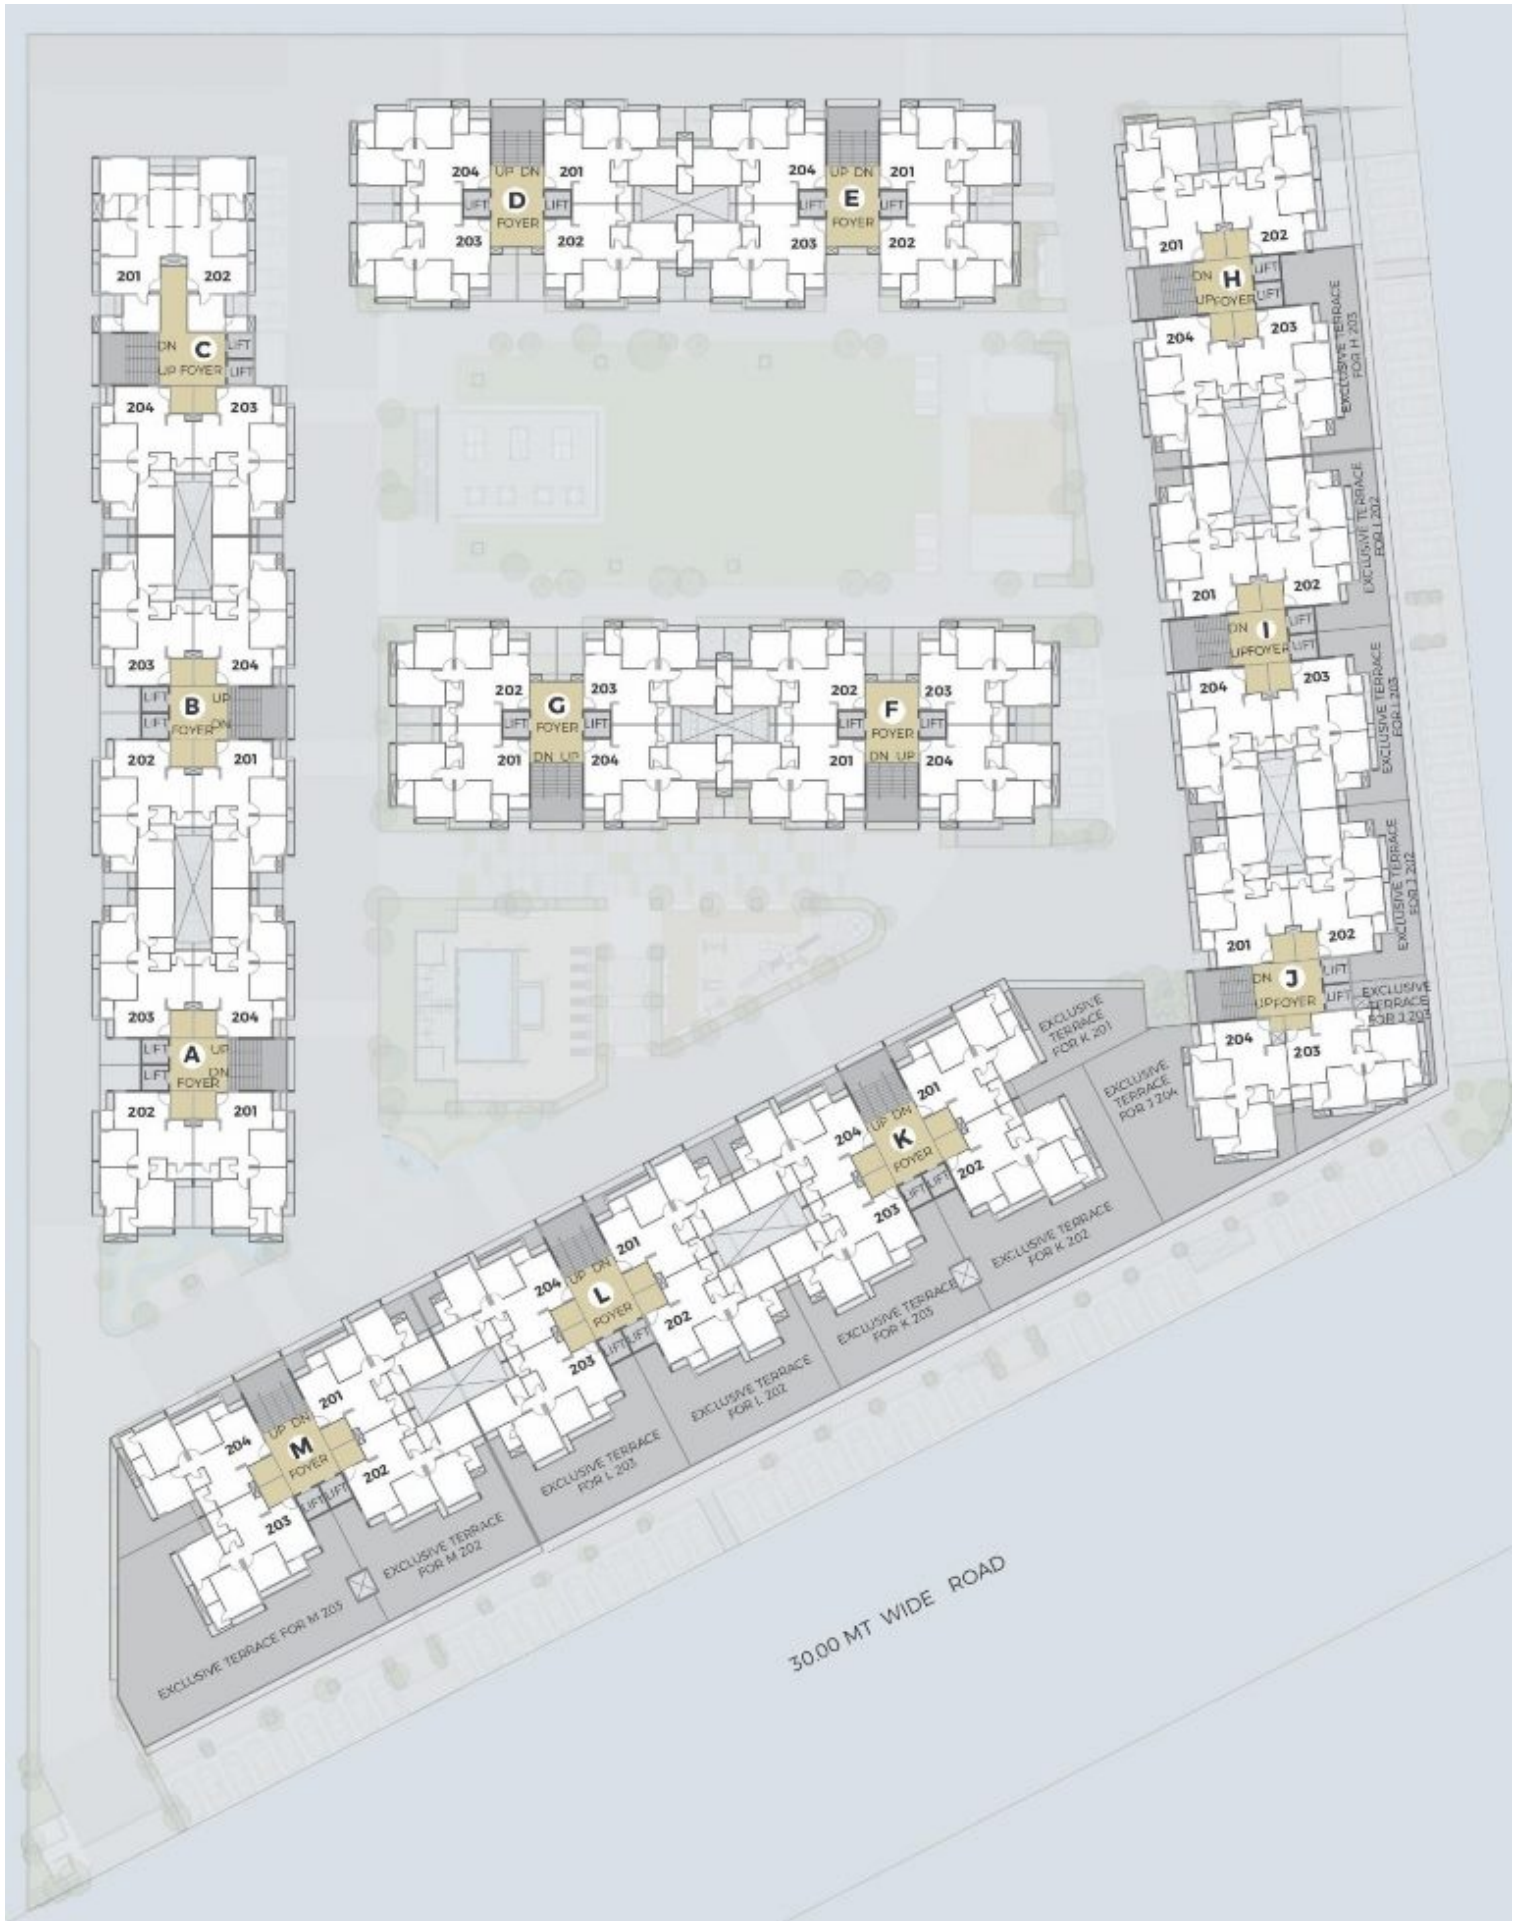 204
UP DN
201
D
LIFT
LIFT
FOYER
203
202
204
UP DN
201
E
LIFT
LIFT
FOYER
203
202
201
202
DN
C
LIFT
UP FOYER
LIFT
204
203
203
204
LIFT
UP
B
LIFT
DN
FOYER
202
201
203
204
LIFT
UP
A
LIFT
DN
FOYER
202
201
202
203
G
LIFT
FOYER
LIFT
201
DN UP
204
202
203
F
LIFT
FOYER
LIFT
201
DN UP
204
201
202
DN
H
LIFT
UP
FOYER
LIFT
204
203
EXCLUSIVE TERRACE
FOR H 203
EXCLUSIVE TERRACE
FOR I 202
201
202
DN
I
LIFT
UP
FOYER
LIFT
204
203
EXCLUSIVE TERRACE
FOR I 203
EXCLUSIVE TERRACE
FOR J 202
201
202
DN
J
LIFT
UP
FOYER
LIFT
EXCLUSIVE
TERRACE
FOR J 203
204
203
EXCLUSIVE
TERRACE
FOR K 201
EXCLUSIVE
TERRACE
FOR J 204
201
204
UP DN
K
FOYER
LIFT
LIFT
202
203
EXCLUSIVE TERRACE
FOR K 202
EXCLUSIVE TERRACE
FOR K 203
201
204
UP DN
L
FOYER
LIFT
LIFT
202
203
EXCLUSIVE TERRACE
FOR L 202
EXCLUSIVE TERRACE
FOR L 203
201
204
UP DN
M
FOYER
LIFT
LIFT
202
203
EXCLUSIVE TERRACE
FOR M 202
EXCLUSIVE TERRACE FOR M 203
30.00 MT WIDE ROAD